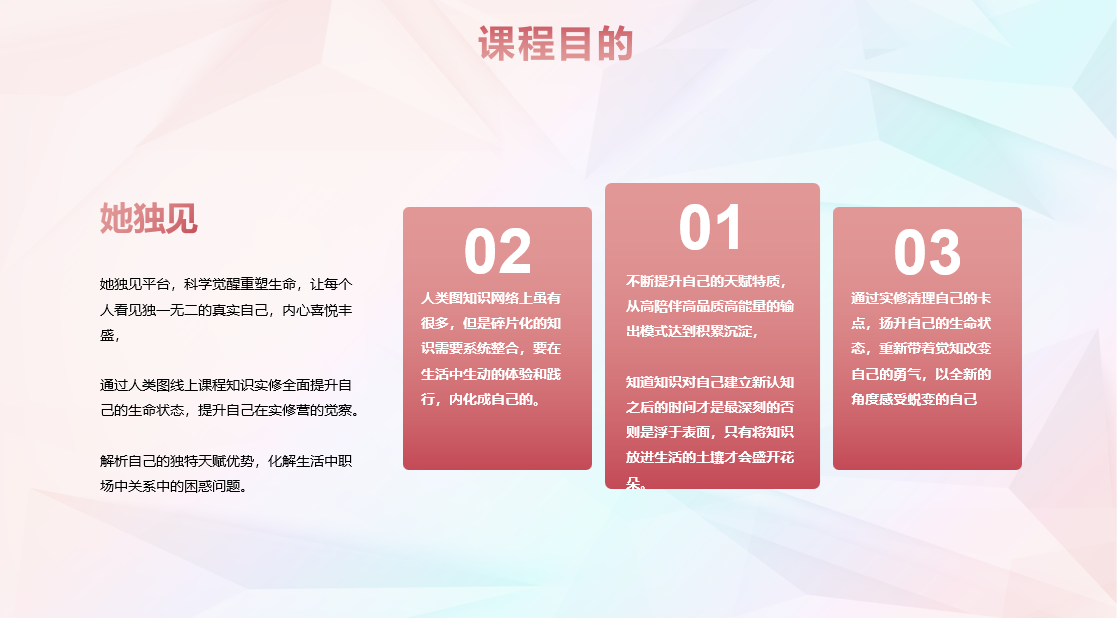 课程目的
她独见
她独见平台，科学觉醒重塑生命，让每个
人看见独一无二的真实自己，内心喜悦丰
盛，
通过人类图线上课程知识实修全面提升自
己的生命状态，提升自己在实修营的觉察。
解析自己的独特天赋优势，化解生活中职
场中关系中的困惑问题。
02
人类图知识网络上虽有
很多，但是碎片化的知
识需要系统整合，要在
生活中生动的体验和践
行，内化成自己的。
01
不断提升自己的天赋特质，
从高陪伴高品质高能量的输
出模式达到积累沉淀，
知道知识对自己建立新认知
之后的时间才是最深刻的否
则是浮于表面，只有将知识
放进生活的土壤才会盛开花
朵。
03
通过实修清理自己的卡
点，扬升自己的生命状
态，重新带着觉知改变
自己的勇气，以全新的
角度感受蜕变的自己